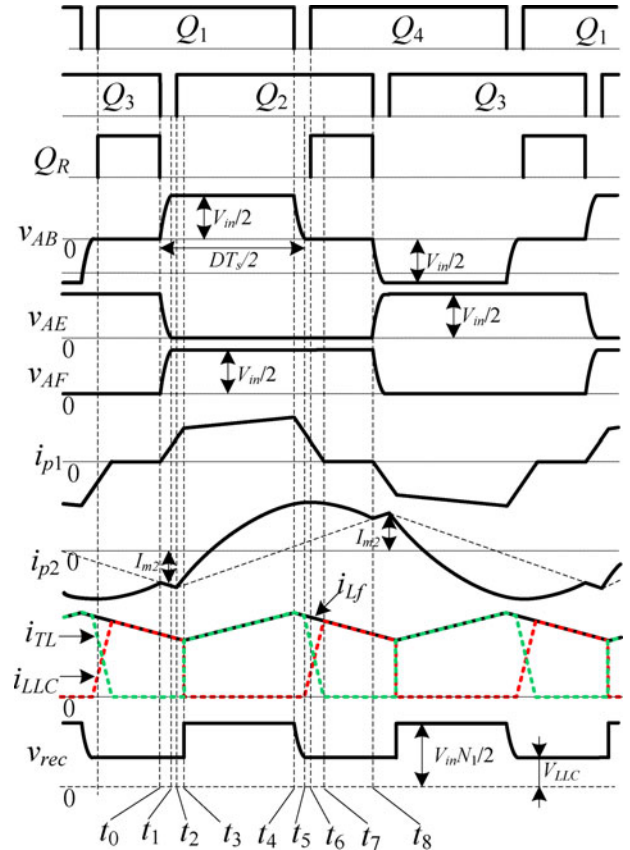 Q1 Q4 Q1
Q3 Q2 Q3
QR
vAB 0 Vin/2 DTs/2 Vin/2
vAE 0 Vin/2
vAF 0 Vin/2
ip1 0
ip2 0 Im2 Im2
iLf
iTL
iLLC
0
vrec VinN1/2 VLLC
0
t0 t1 t2 t3 t4 t5 t6 t7 t8